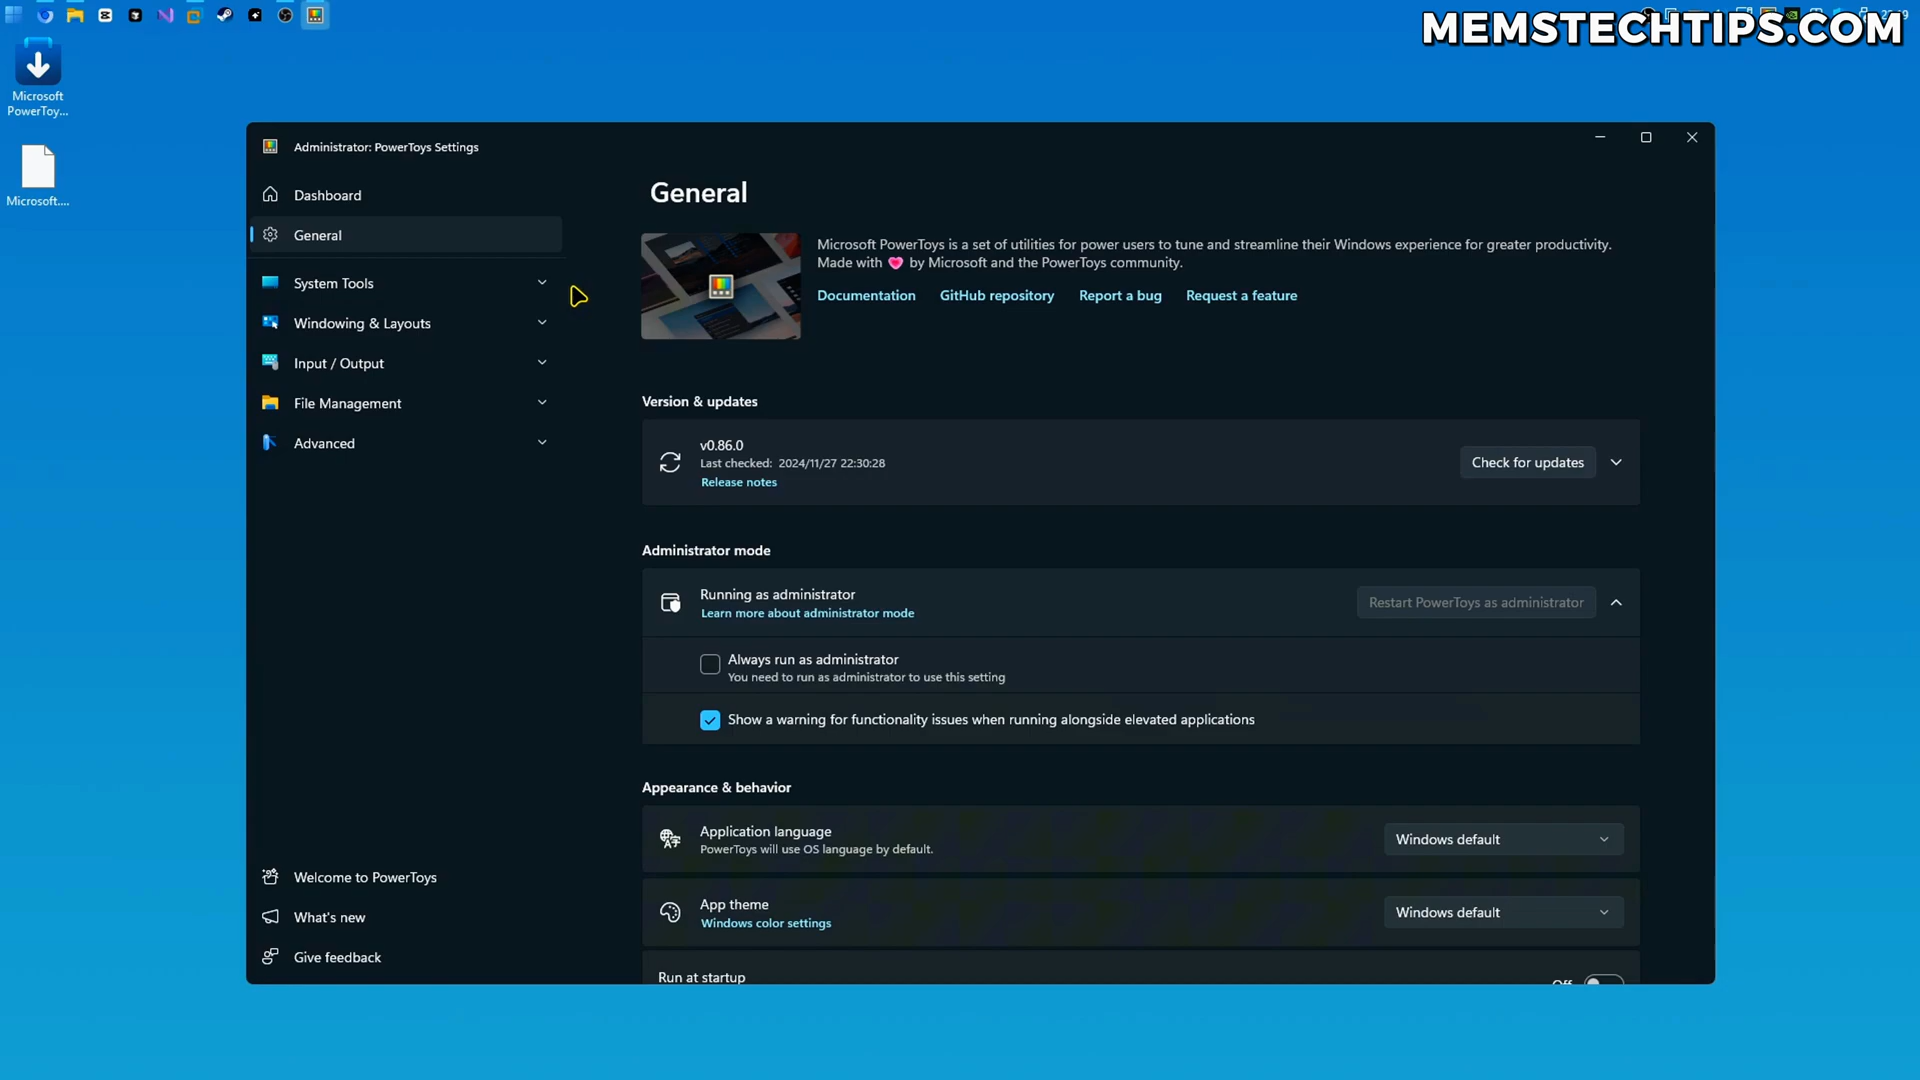 MEMSTECHTIPS.COM
Microsoft
PowerToy...
Microsoft....
Administrator: PowerToys Settings
Dashboard
General
System Tools
Windowing & Layouts
Input / Output
File Management
Advanced
Welcome to PowerToys
What's new
Give feedback
General
Microsoft PowerToys is a set of utilities for power users to tune and streamline their Windows experience for greater productivity.
Made with 💗 by Microsoft and the PowerToys community.
Documentation GitHub repository Report a bug Request a feature
Version & updates
v0.86.0
Last checked: 2024/11/27 22:30:28
Release notes
Check for updates
Administrator mode
Running as administrator
Learn more about administrator mode
Restart PowerToys as administrator
Always run as administrator
You need to run as administrator to use this setting
Show a warning for functionality issues when running alongside elevated applications
Appearance & behavior
Application language
PowerToys will use OS language by default.
Windows default
App theme
Windows color settings
Windows default
Run at startup
Off